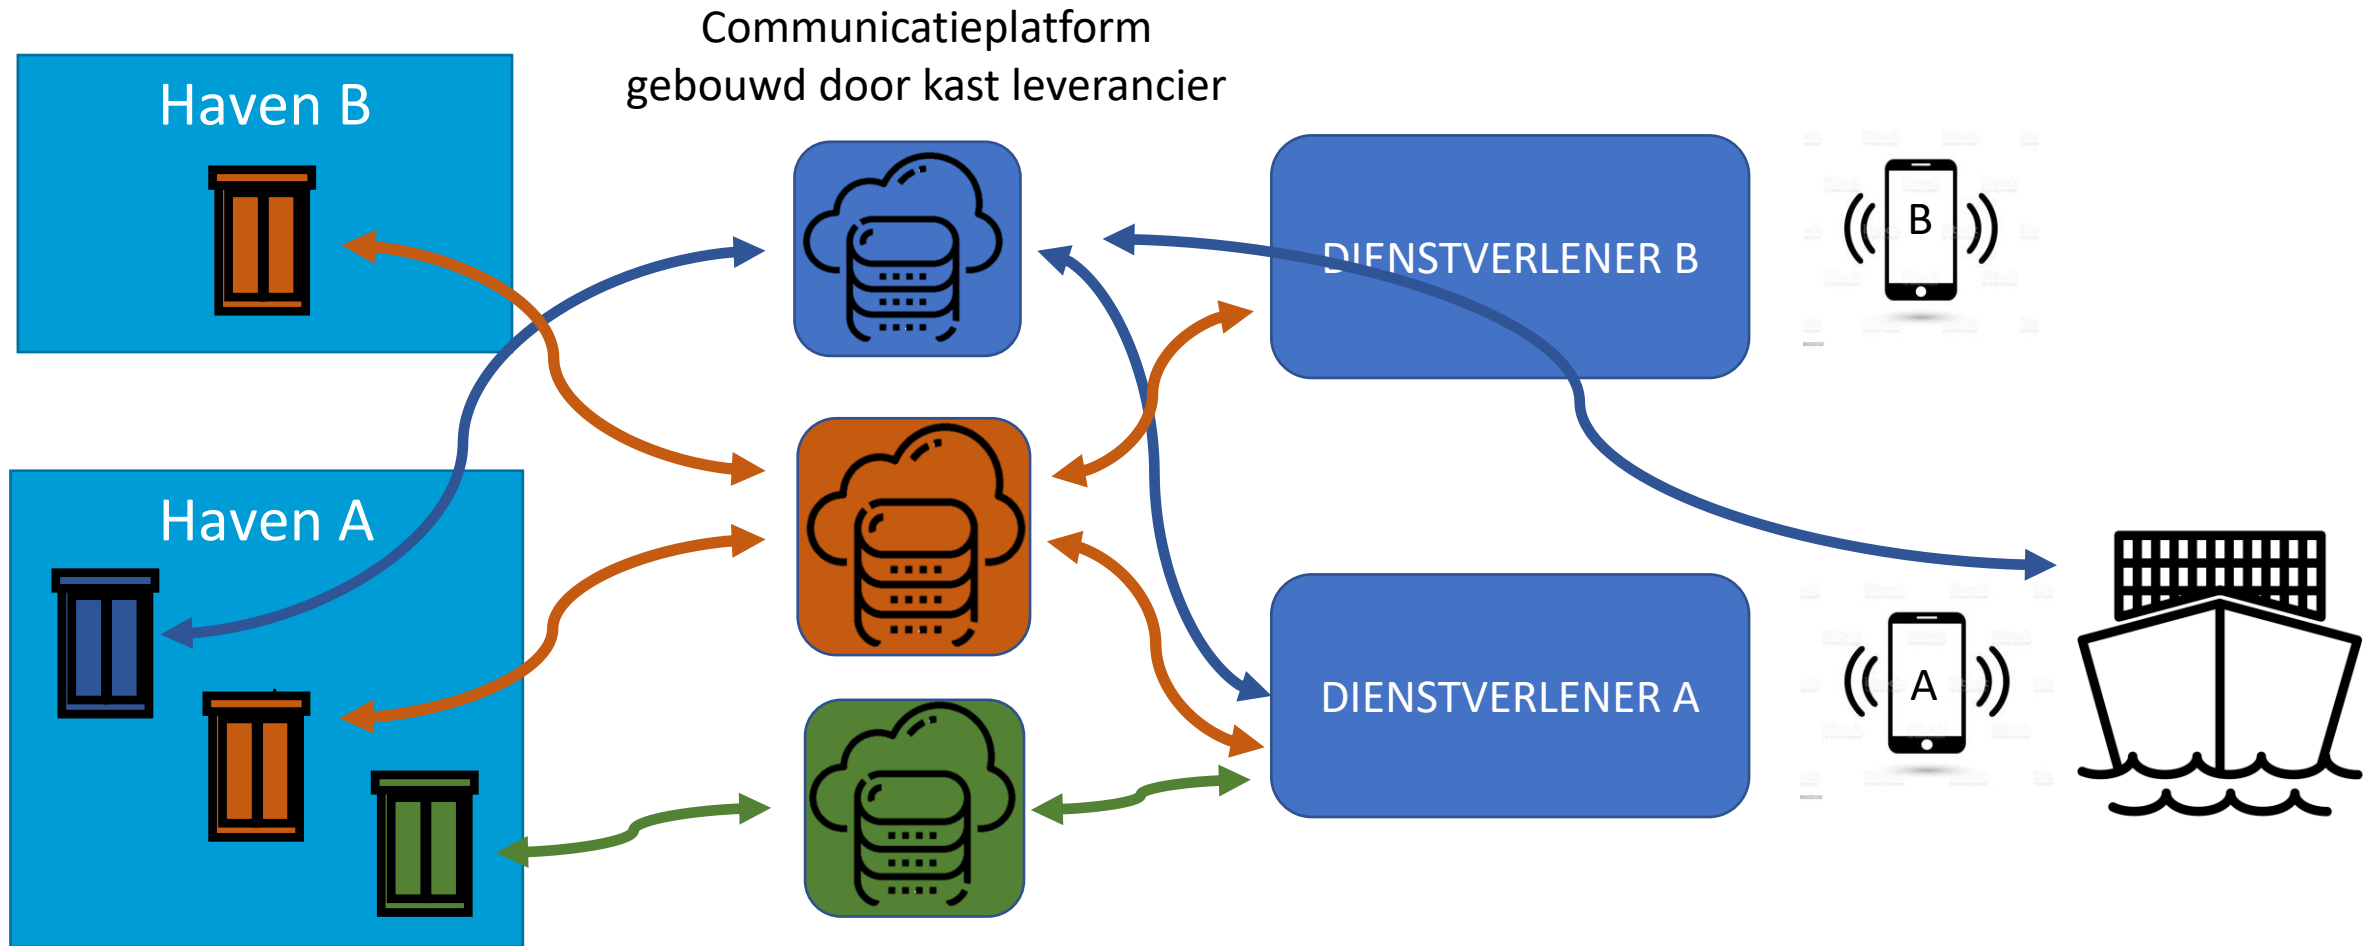 Communicatieplatform
gebouwd door kast leverancier
Haven B
DIENSTVERLENER B
B
Haven A
DIENSTVERLENER A
A